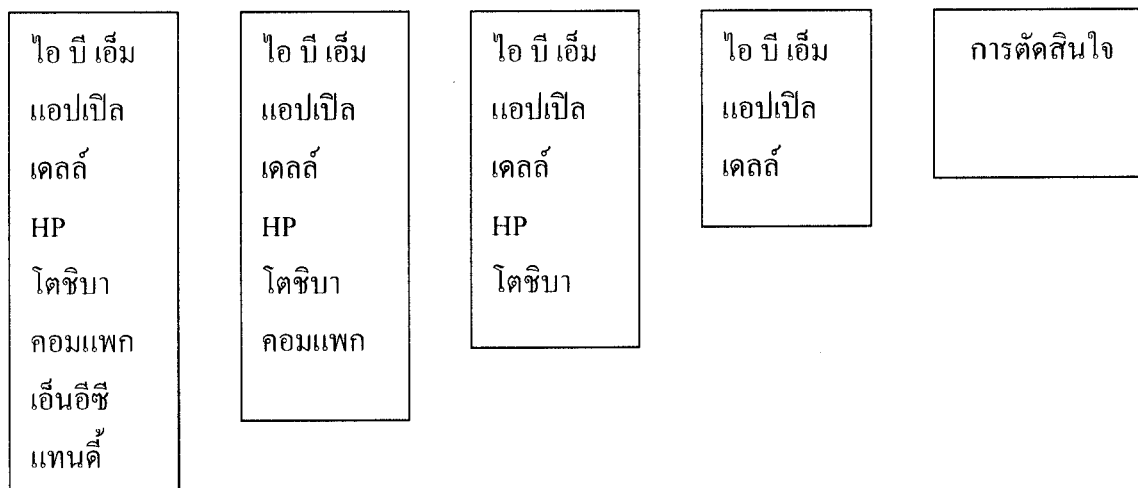 ไอ บี เอ็ม
แอปเปิล
เดลล์
HP
โตชิบา
คอมแพก
เอ็นอีซี
แทนดี้
ไอ บี เอ็ม
แอปเปิล
เดลล์
HP
โตชิบา
คอมแพก
ไอ บี เอ็ม
แอปเปิล
เดลล์
HP
โตชิบา
ไอ บี เอ็ม
แอปเปิล
เดลล์
การตัดสินใจ